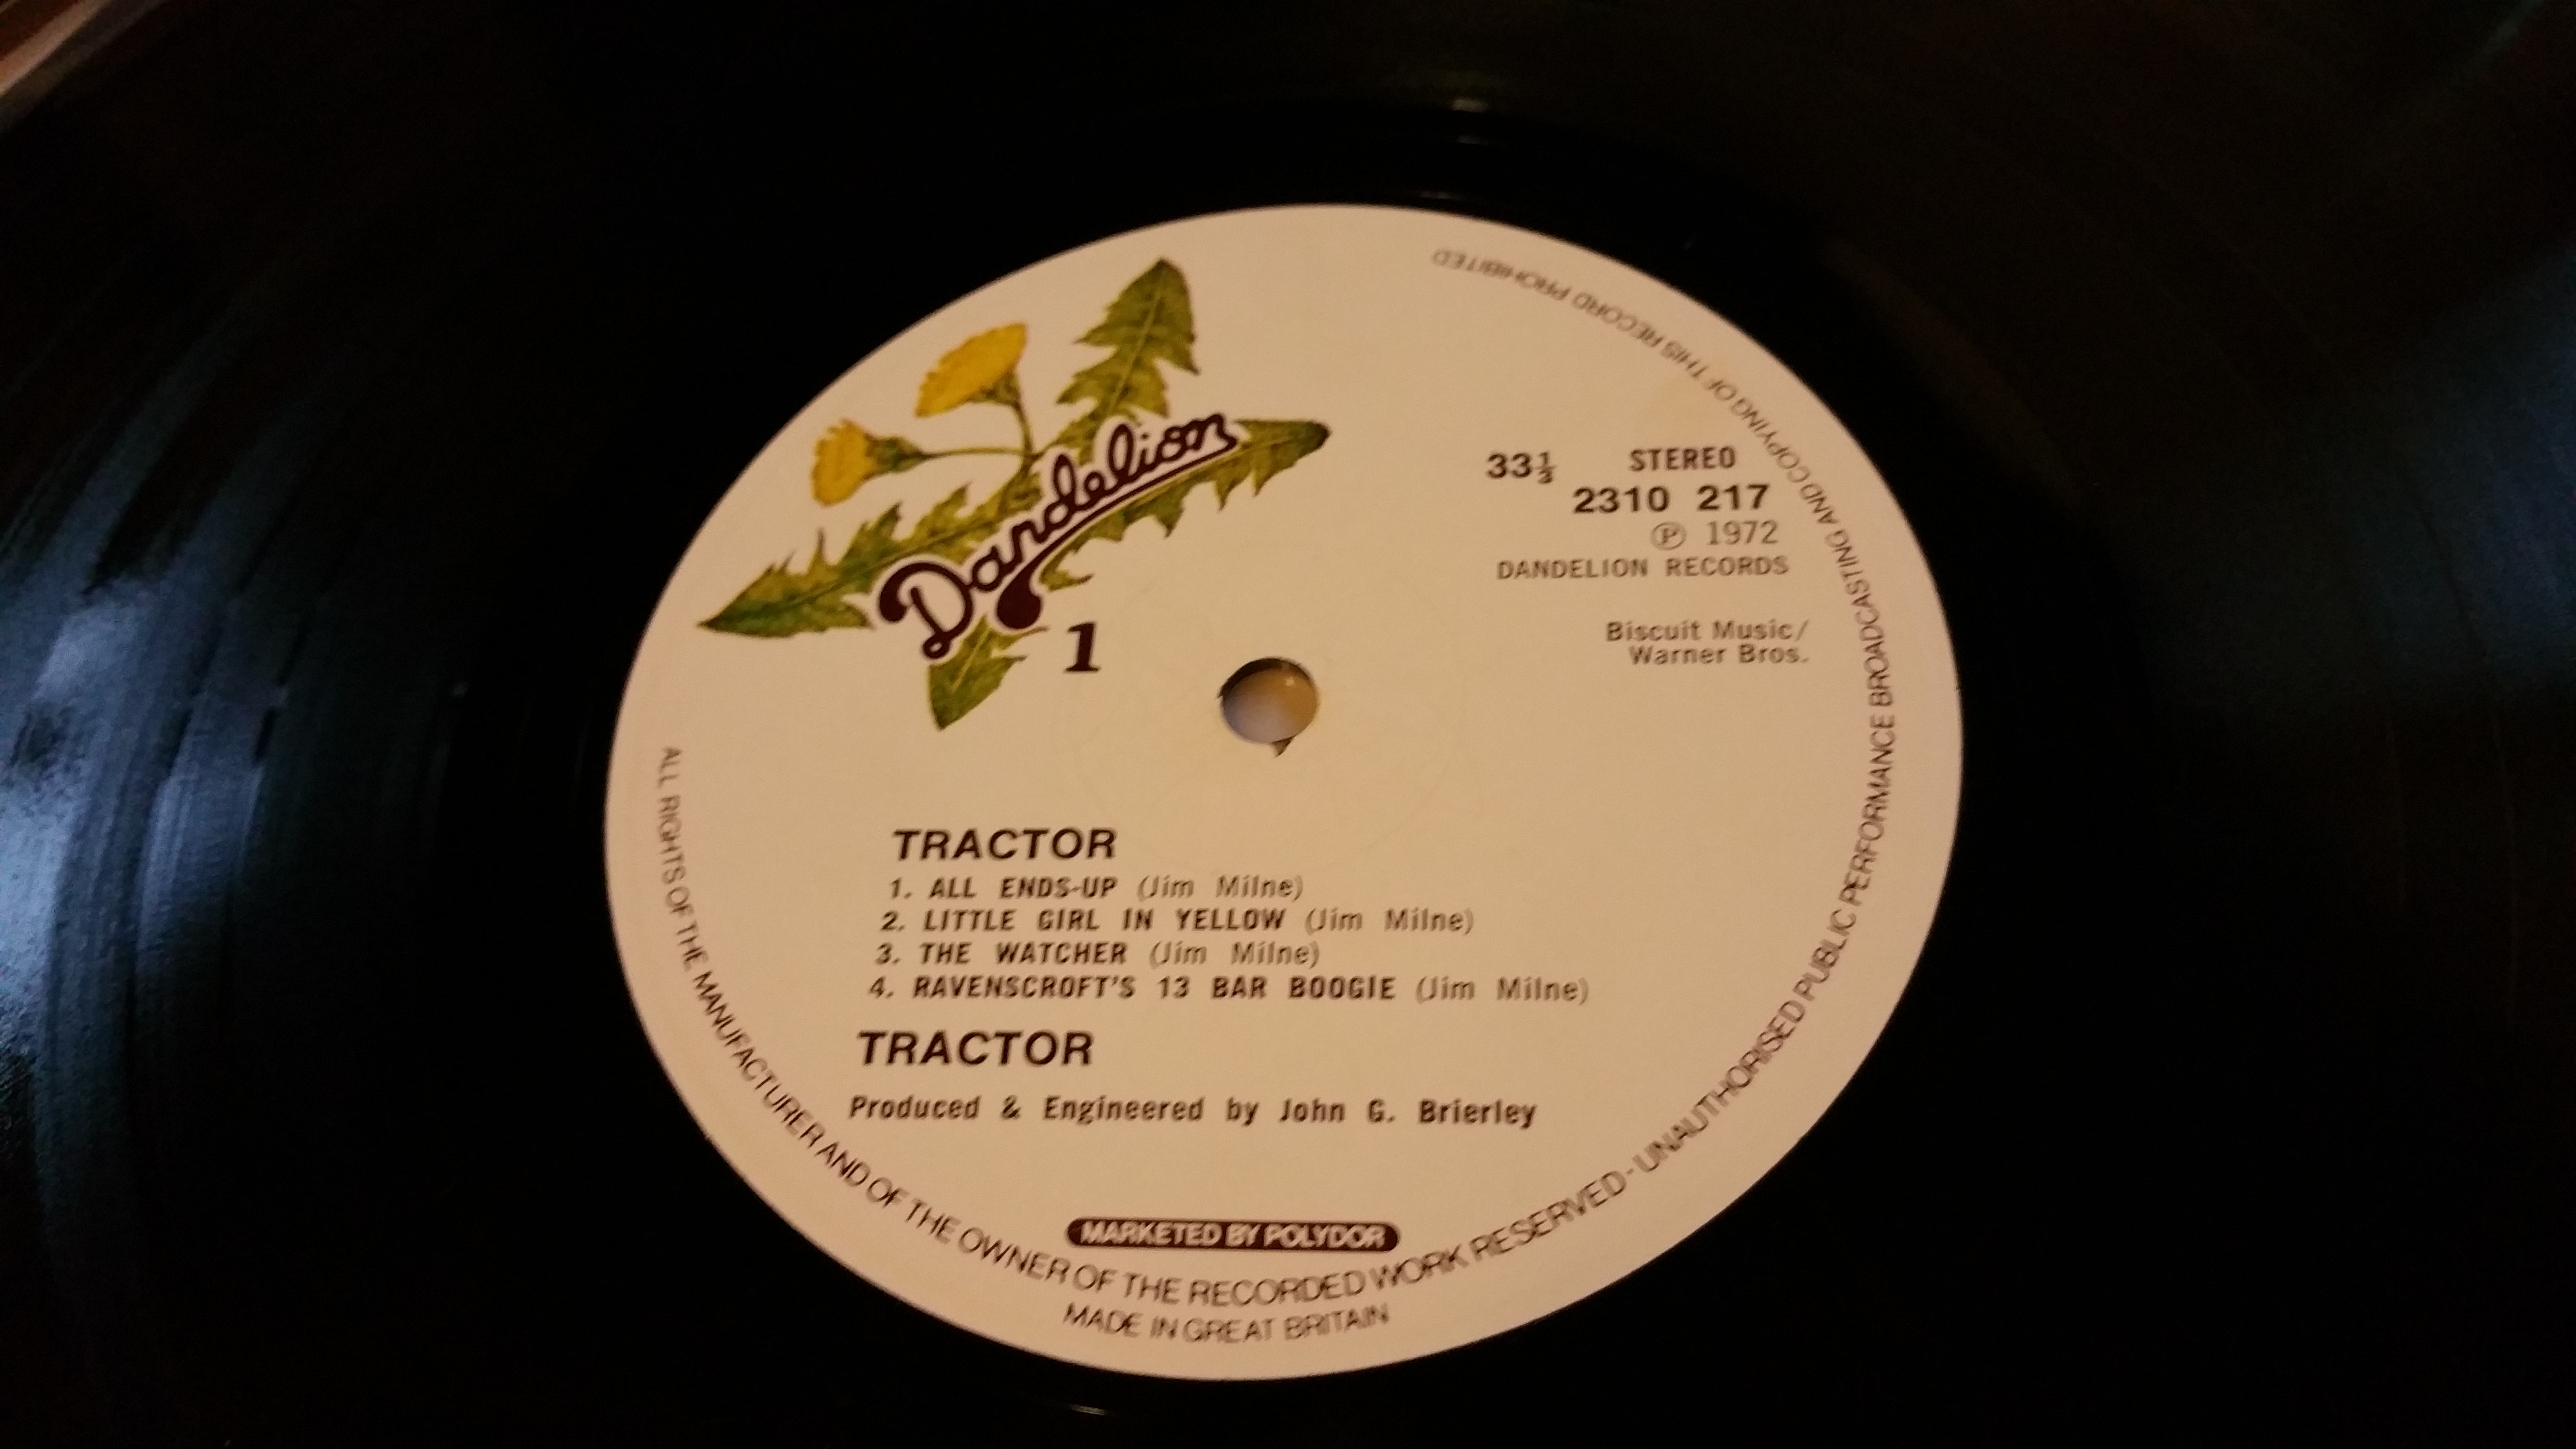 Dandelion
1
33⅓ STEREO
2310 217
Ⓟ 1972
DANDELION RECORDS
Biscuit Music/
Warner Bros.
TRACTOR
1. ALL ENDS-UP (Jim Milne)
2. LITTLE GIRL IN YELLOW (Jim Milne)
3. THE WATCHER (Jim Milne)
4. RAVENSCROFT'S 13 BAR BOOGIE (Jim Milne)
TRACTOR
Produced & Engineered by John G. Brierley
MARKETED BY POLYDOR
ALL RIGHTS OF THE MANUFACTURER AND OF THE OWNER OF THE RECORDED WORK RESERVED - UNAUTHORISED PUBLIC PERFORMANCE BROADCASTING AND COPYING OF THIS RECORD PROHIBITED
MADE IN GREAT BRITAIN